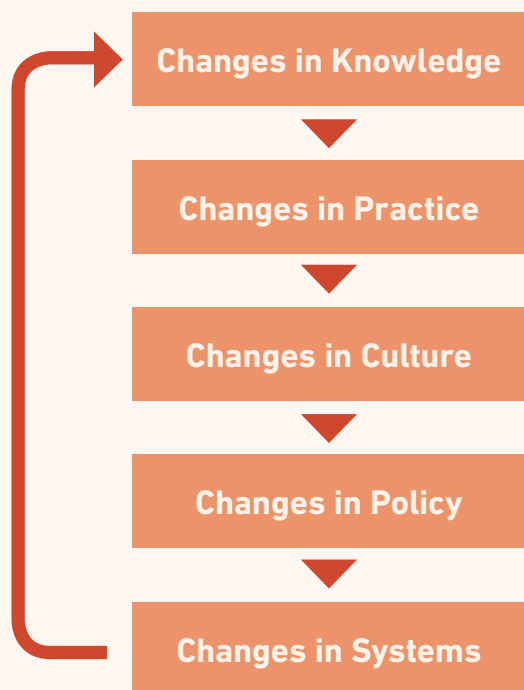 Changes in Knowledge
Changes in Practice
Changes in Culture
Changes in Policy
Changes in Systems